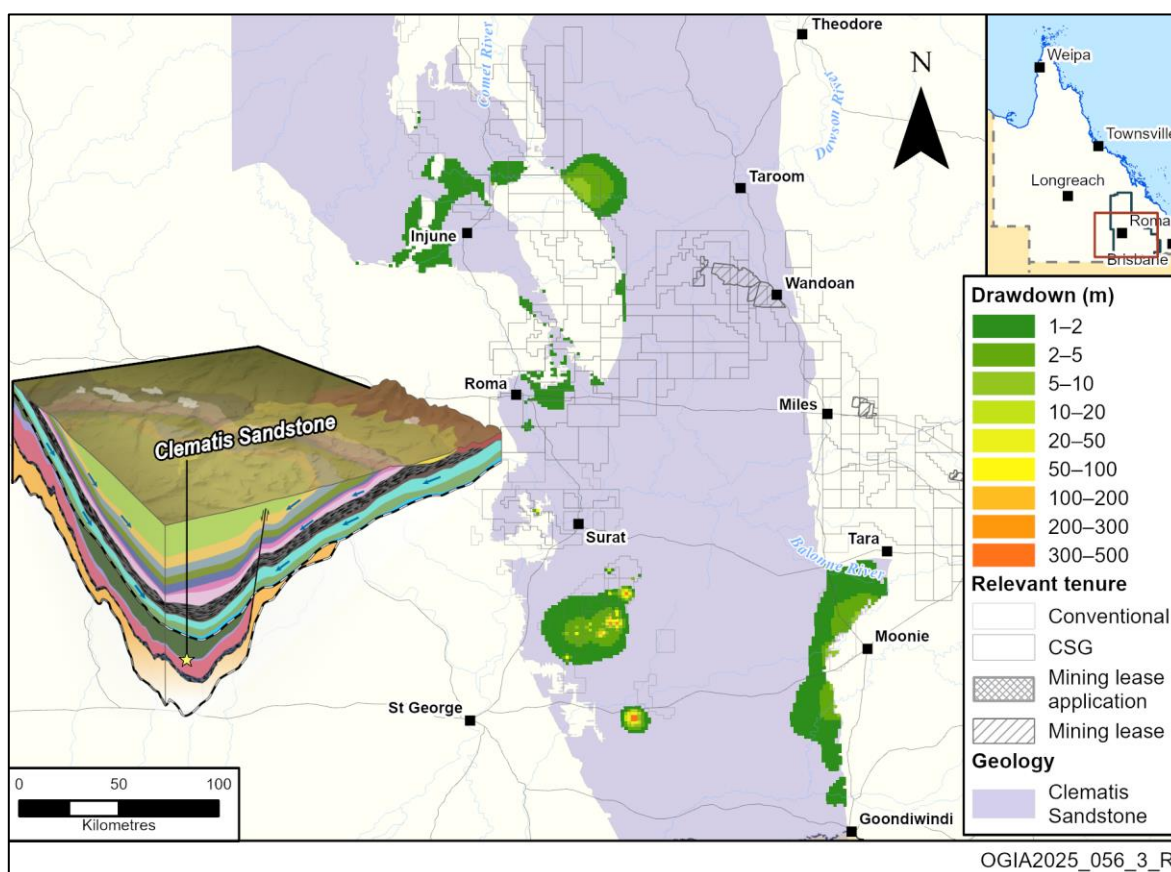 Theodore
Comet River
N
Dawson Ri
Taroom
Injune
Wandoan
Roma
Miles
Surat
Tara
Balonne River
Moonie
St George
Goondiwindi
Clematis Sandstone
0 50 100
Kilometres
Weipa
Townsville
Longreach
Roma
Brisbane
Drawdown (m)
1–2
2–5
5–10
10–20
20–50
50–100
100–200
200–300
300–500
Relevant tenure
Conventional
CSG
Mining lease
application
Mining lease
Geology
Clematis
Sandstone
OGIA2025_056_3_R